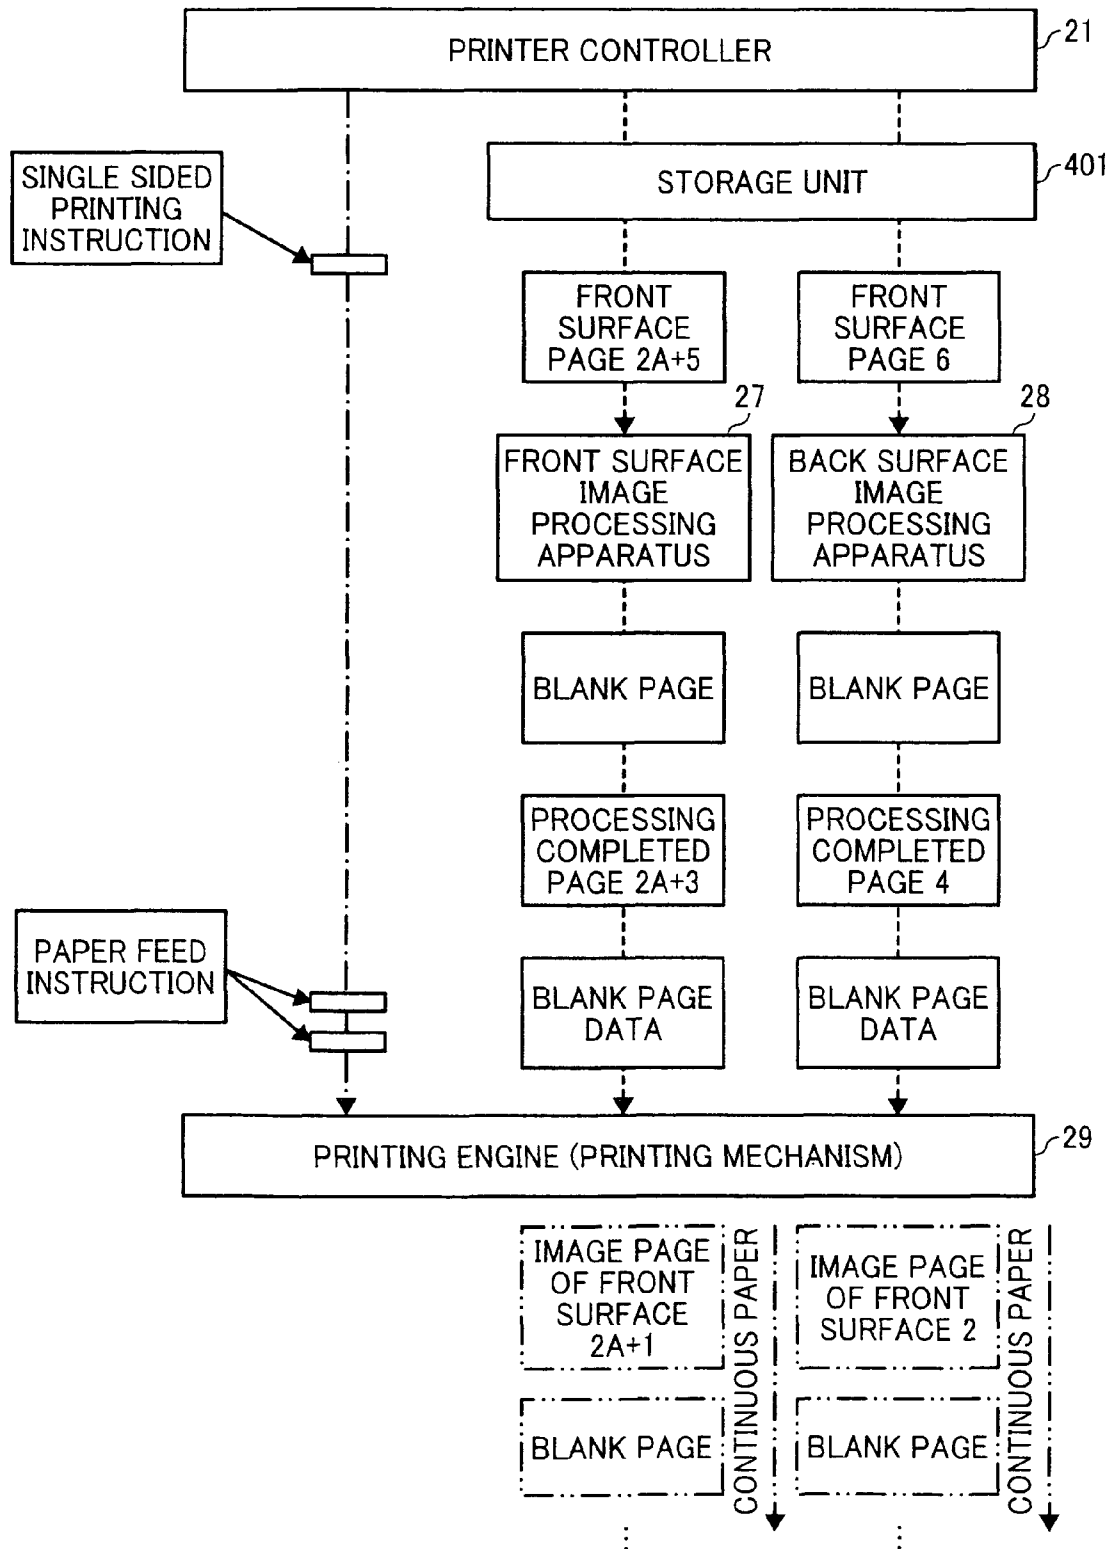 PRINTER CONTROLLER
21
STORAGE UNIT
401
SINGLE SIDED
PRINTING
INSTRUCTION
FRONT
SURFACE
PAGE 2A+5
FRONT
SURFACE
PAGE 6
27
FRONT SURFACE
IMAGE
PROCESSING
APPARATUS
28
BACK SURFACE
IMAGE
PROCESSING
APPARATUS
BLANK PAGE
BLANK PAGE
PROCESSING
COMPLETED
PAGE 2A+3
PROCESSING
COMPLETED
PAGE 4
PAPER FEED
INSTRUCTION
BLANK PAGE
DATA
BLANK PAGE
DATA
PRINTING ENGINE (PRINTING MECHANISM)
29
IMAGE PAGE
OF FRONT
SURFACE
2A+1
CONTINUOUS PAPER
IMAGE PAGE
OF FRONT
SURFACE 2
CONTINUOUS PAPER
BLANK PAGE
BLANK PAGE